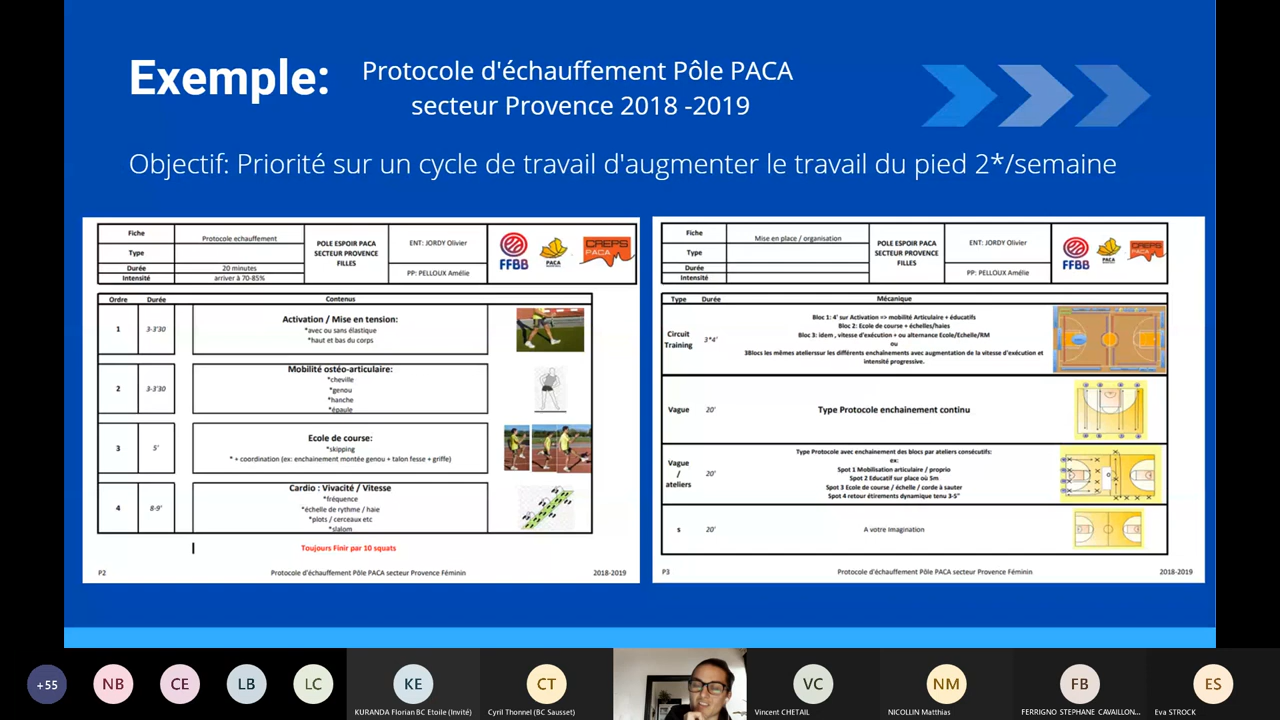 Exemple:
Protocole d'échauffement Pôle PACA
secteur Provence 2018 -2019
Objectif: Priorité sur un cycle de travail d'augmenter le travail du pied 2*/semaine
Fiche
Protocole echauffement
Type
Durée
20 minutes
Intensité
arriver à 70-85%
POLE ESPOIR PACA
SECTEUR PROVENCE
FILLES
ENT: JORDY Olivier
PP: PELLOUX Amélie
FFBB
PACA
CREPS
PACA
Ordre Durée Contenus
1 3-3'30
Activation / Mise en tension:
*avec ou sans élastique
*haut et bas du corps
2 3-3'30
Mobilité ostéo-articulaire:
*cheville
*genou
*hanche
*épaule
3 5'
Ecole de course:
*skipping
* + coordination (ex: enchainement montée genou + talon fesse + griffe)
4 8-9'
Cardio : Vivacité / Vitesse
*fréquence
*échelle de rythme / haie
*plots / cerceaux etc
*slalom
Toujours Finir par 10 squats
P2 Protocole d'échauffement Pôle PACA secteur Provence Féminin 2018-2019
Fiche
Mise en place / organisation
Type
Durée
Intensité
POLE ESPOIR PACA
SECTEUR PROVENCE
FILLES
ENT: JORDY Olivier
PP: PELLOUX Amélie
FFBB
PACA
CREPS
PACA
Type Durée Mécanique
Circuit
Training
3*4'
Bloc 1: 4' sur Activation => mobilité Articulaire + éducatifs
Bloc 2: Ecole de course + échelles/haies
Bloc 3: idem , vitesse d'exécution + ou alternance Ecole/Echelle/RM
ou
3Blocs les mêmes atelierssur les différents enchaînements avec augmentation de la vitesse d'exécution et
intensité progressive.
Vague 20' Type Protocole enchainement continu
Vague
/
ateliers
20'
Type Protocole avec enchainement des blocs par ateliers consécutifs:
ex:
Spot 1 Mobilisation articulaire / proprio
Spot 2 Educatif sur place où 5m
Spot 3 Ecole de course / échelle / corde à sauter
Spot 4 retour étirements dynamique tenu 3-5"
s 20' A votre Imagination
P3 Protocole d'échauffement Pôle PACA secteur Provence Féminin 2018-2019
+55 NB CE LB LC KE CT VC NM FB ES
KURANDA Florian BC Etoile (Invité)
Cyril Thonnel (BC Sausset)
Vincent CHETAIL
NICOLLIN Matthias
FERRIGNO STEPHANE CAVAILLON...
Eva STROCK